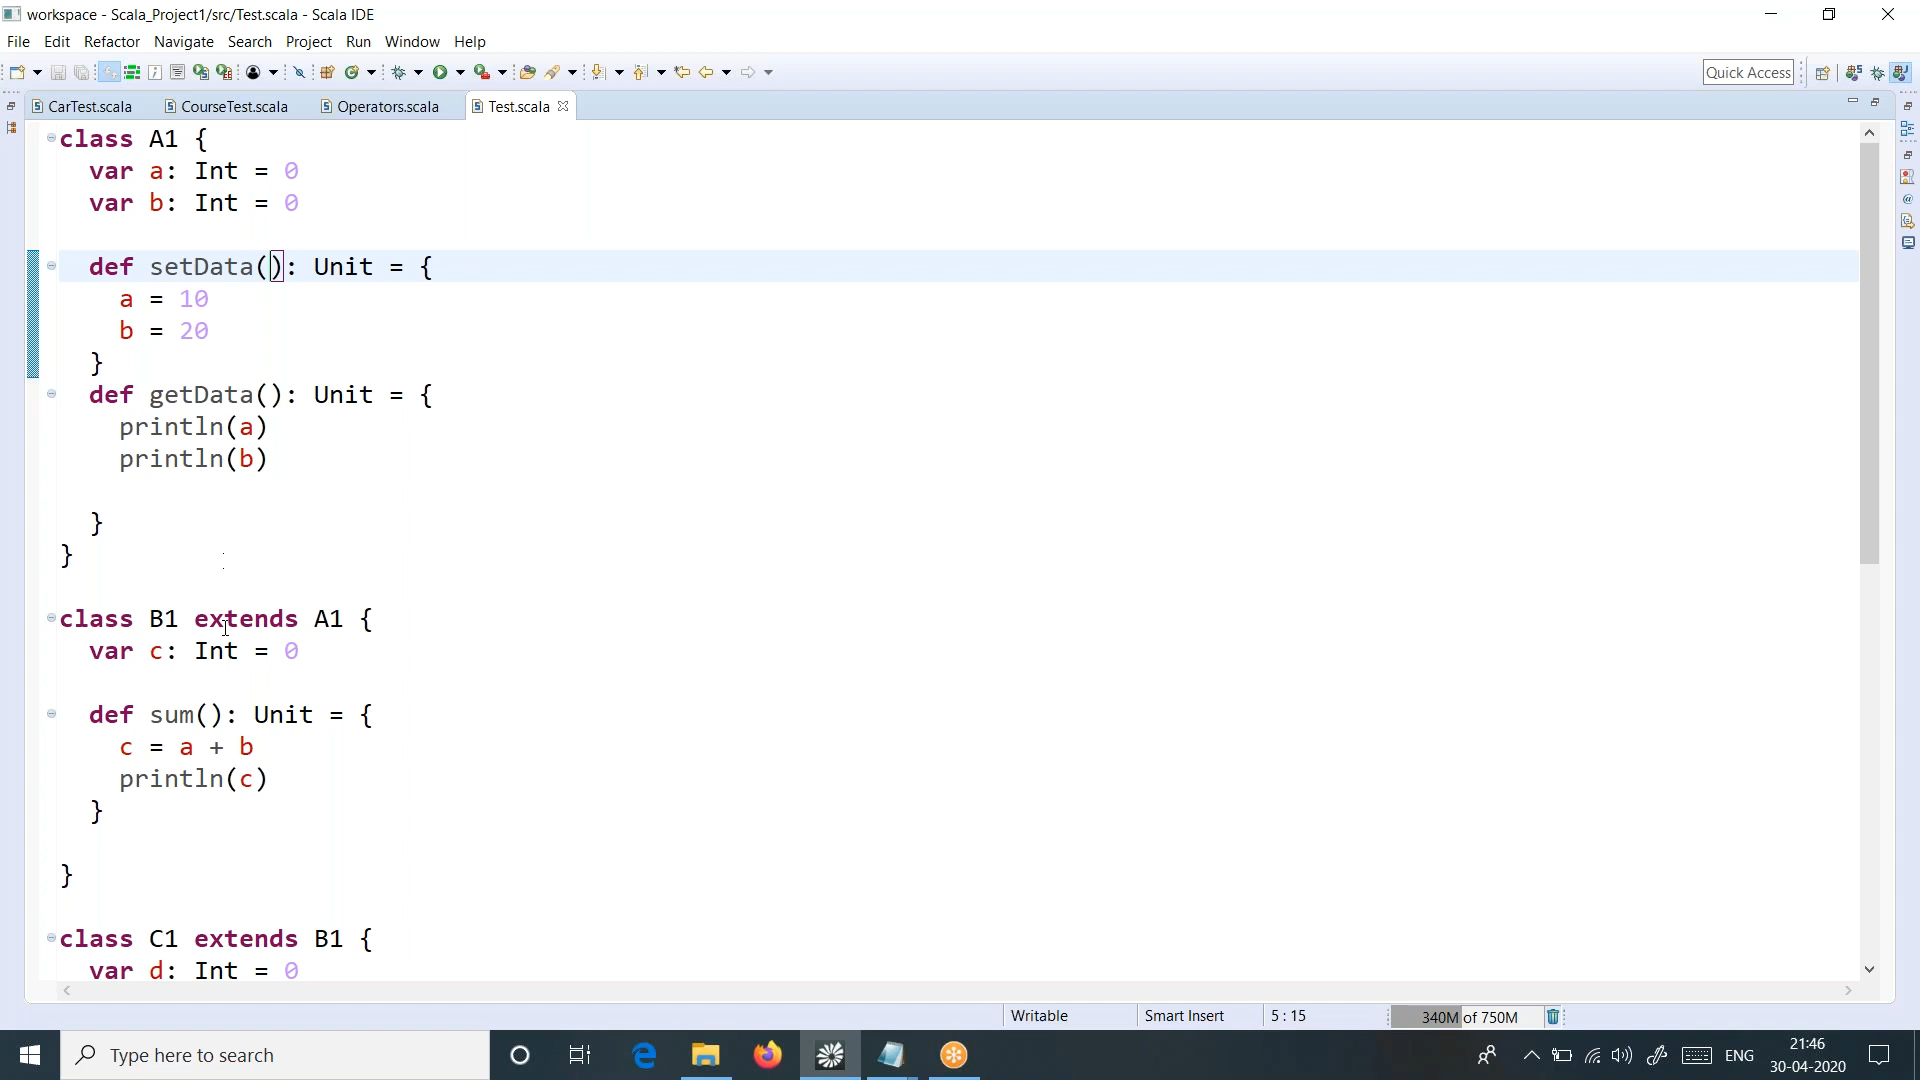 workspace - Scala_Project1/src/Test.scala - Scala IDE
File Edit Refactor Navigate Search Project Run Window Help
Quick Access
CarTest.scala CourseTest.scala Operators.scala Test.scala
class A1 {
  var a: Int = 0
  var b: Int = 0
  def setData(): Unit = {
    a = 10
    b = 20
  }
  def getData(): Unit = {
    println(a)
    println(b)
  }
}
class B1 extends A1 {
  var c: Int = 0
  def sum(): Unit = {
    c = a + b
    println(c)
  }
}
class C1 extends B1 {
  var d: Int = 0
Writable Smart Insert 5 : 15 340M of 750M
Type here to search ENG 21:46
30-04-2020